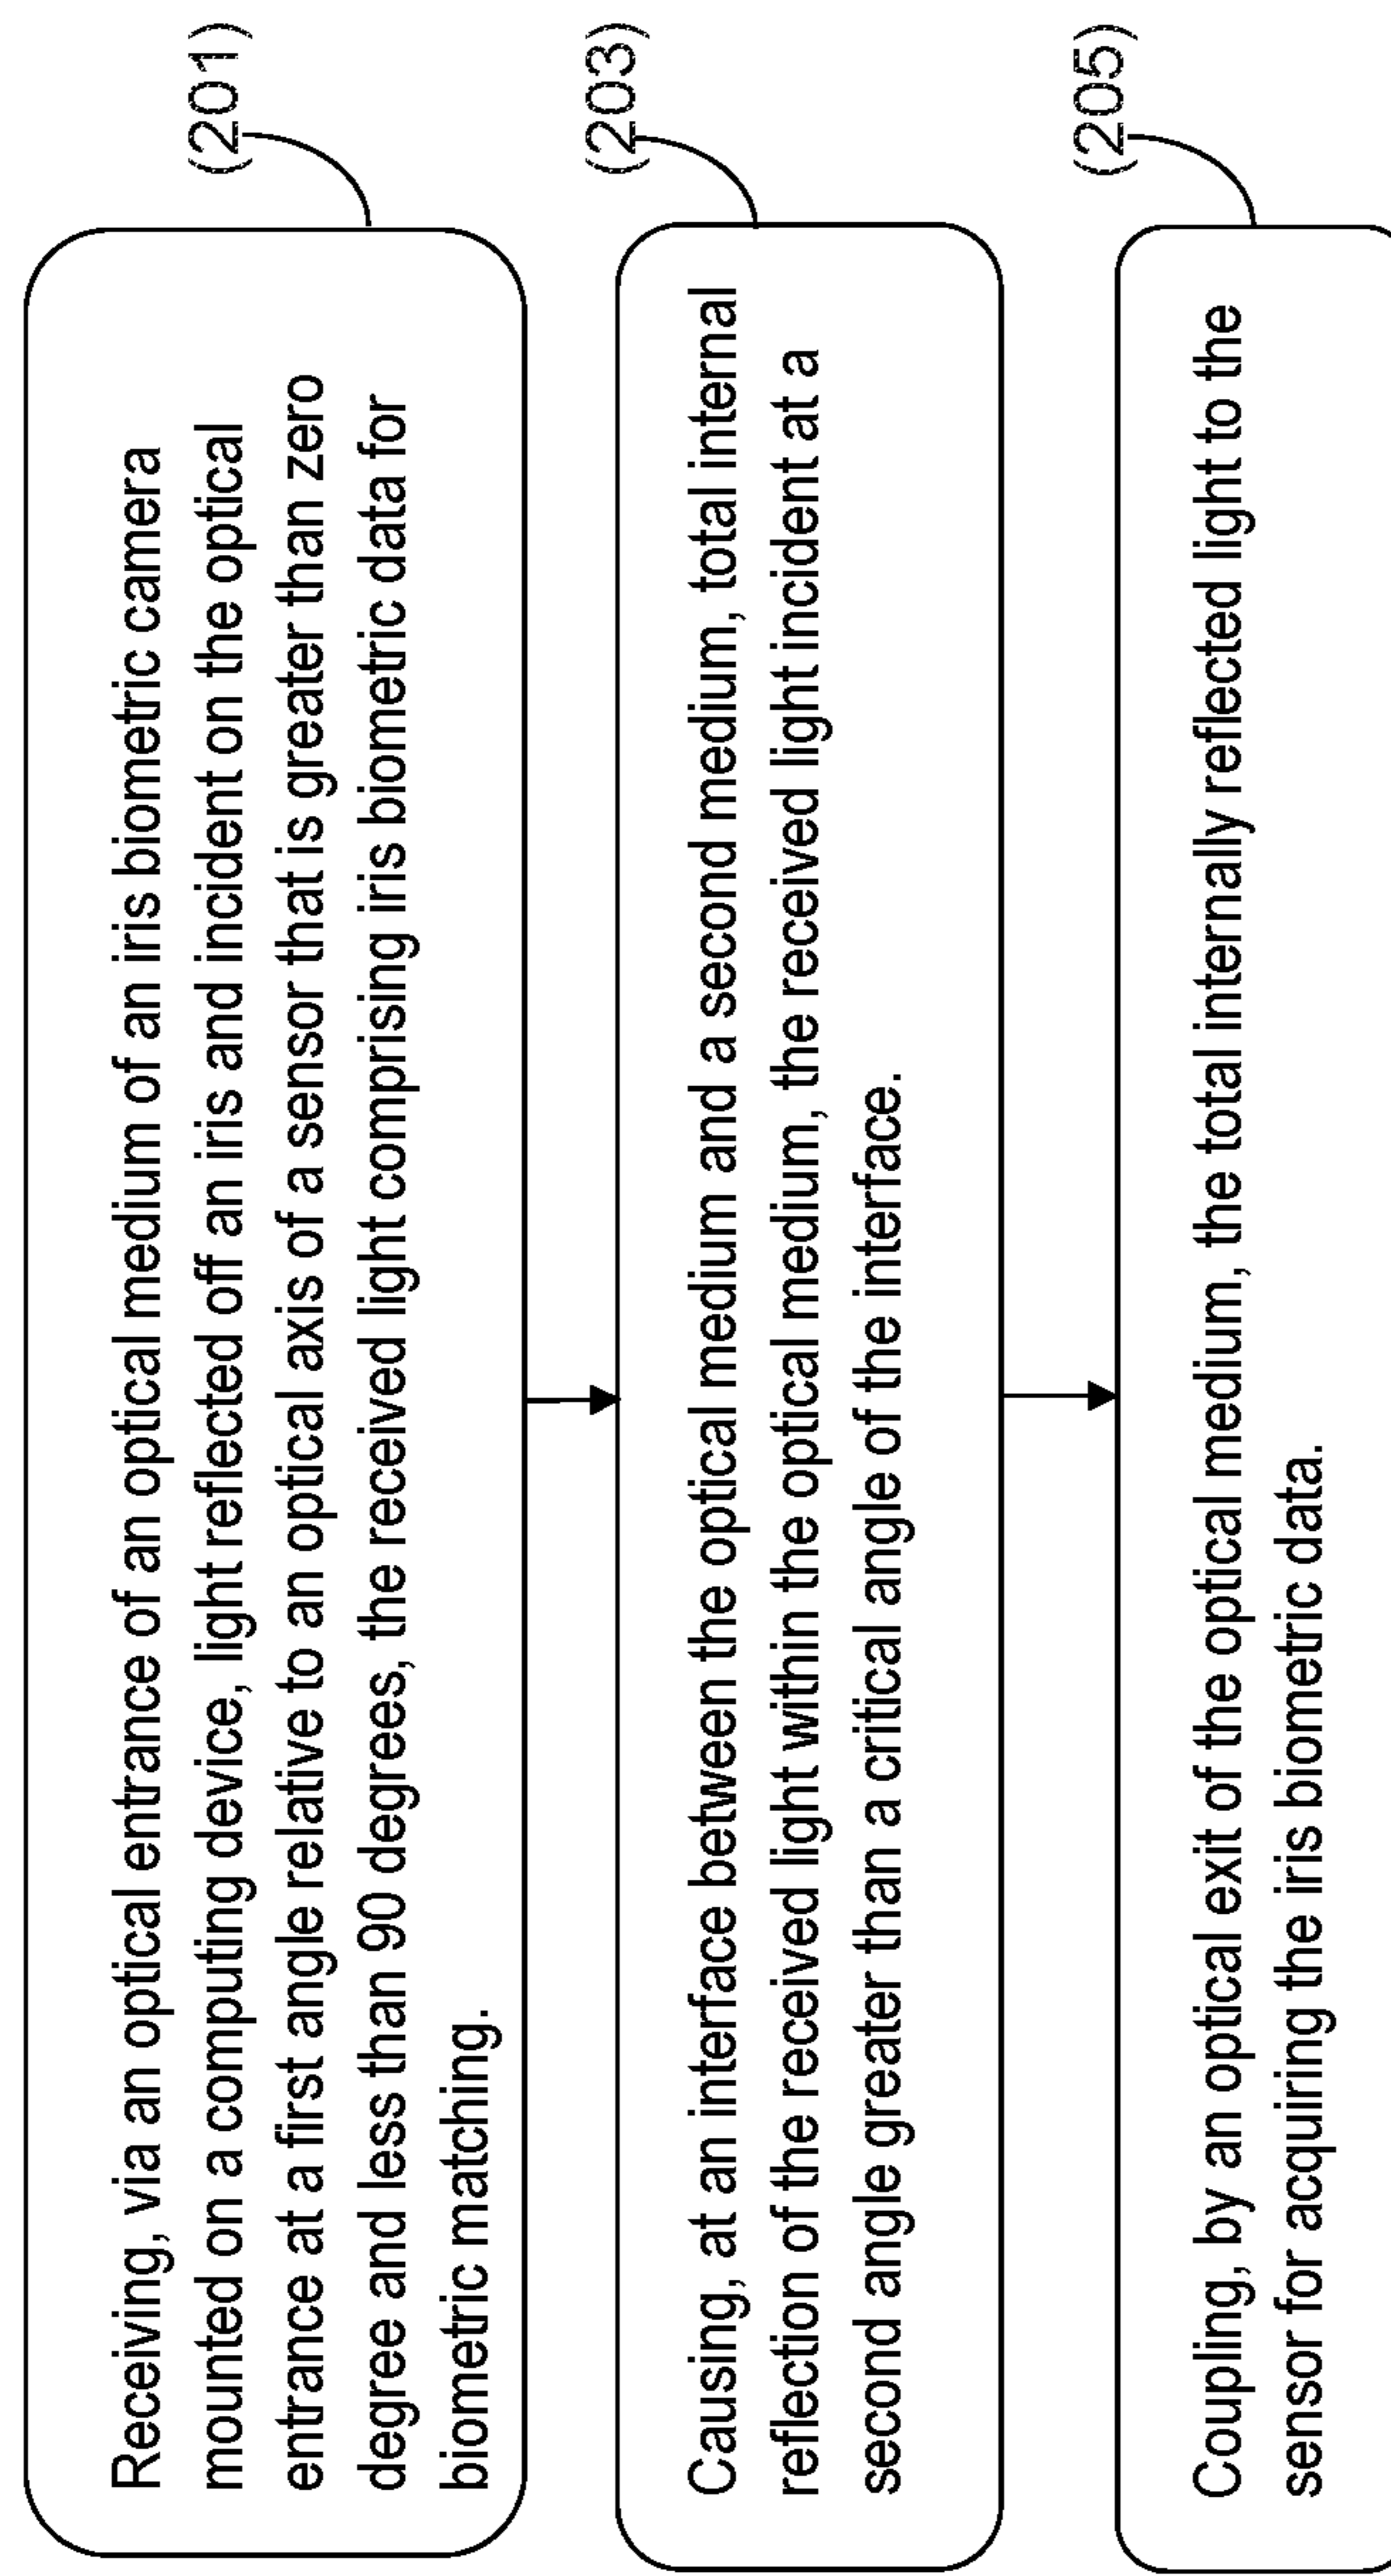 (201)
Receiving, via an optical entrance of an optical medium of an iris biometric camera
mounted on a computing device, light reflected off an iris and incident on the optical
entrance at a first angle relative to an optical axis of a sensor that is greater than zero
degree and less than 90 degrees, the received light comprising iris biometric data for
biometric matching.
(203)
Causing, at an interface between the optical medium and a second medium, total internal
reflection of the received light within the optical medium, the received light incident at a
second angle greater than a critical angle of the interface.
(205)
Coupling, by an optical exit of the optical medium, the total internally reflected light to the
sensor for acquiring the iris biometric data.